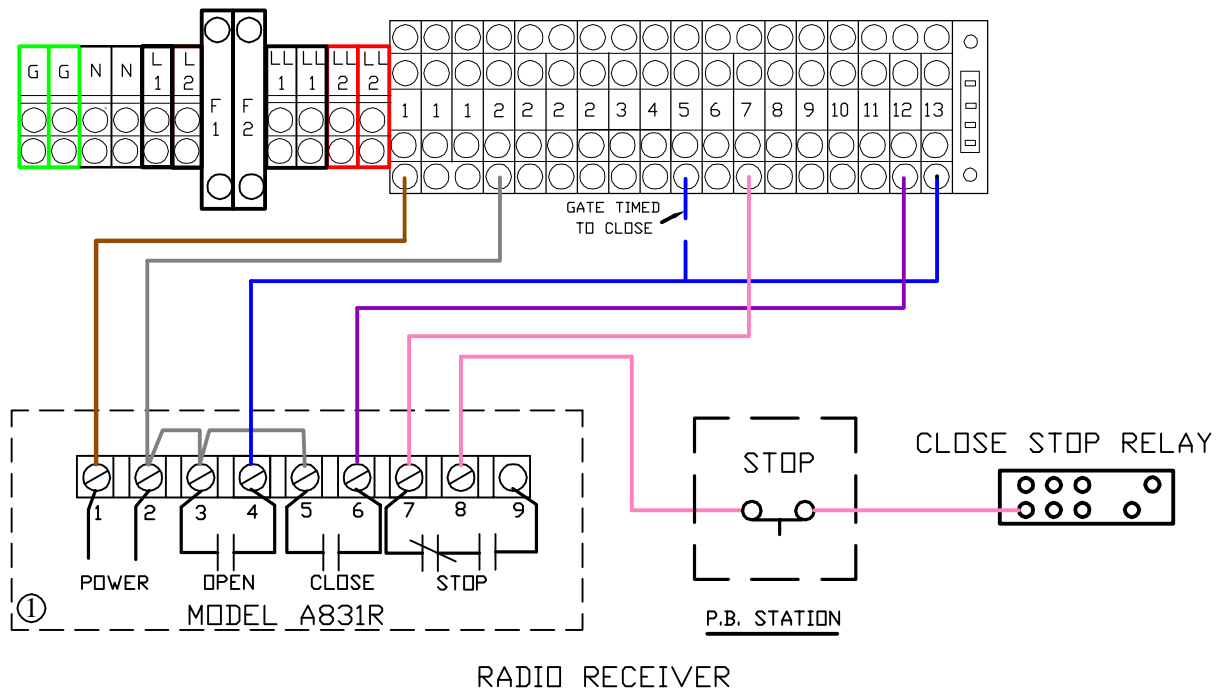 G G N N L L LL LL LL LL
1 2 1 1 2 2
F F
1 2
1 1 1 2 2 2 2 3 4 5 6 7 8 9 10 11 12 13
GATE TIMED
TO CLOSE
CLOSE STOP RELAY
STOP
1 2 3 4 5 6 7 8 9
POWER OPEN CLOSE STOP
1 MODEL A831R
P.B. STATION
RADIO RECEIVER